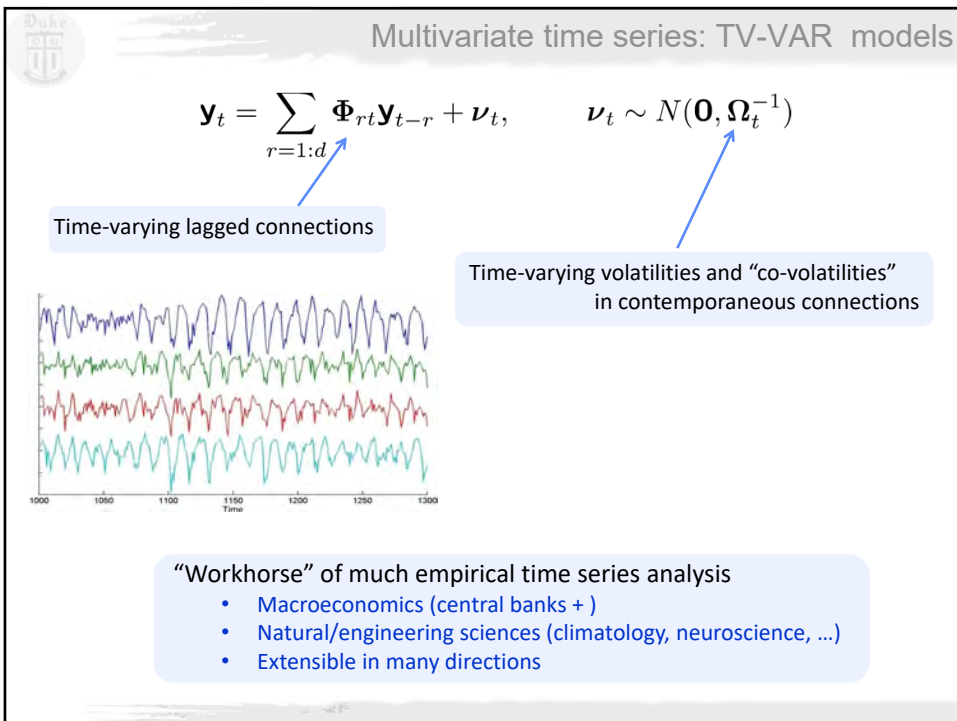 Duke
Multivariate time series: TV-VAR models
𝐲_t = ∑_{r=1:d} 𝚽_{rt} 𝐲_{t−r} + 𝝂_t, 𝝂_t ∼ N(𝟎, 𝛀_t^{−1})
Time-varying lagged connections
Time-varying volatilities and “co-volatilities”
in contemporaneous connections
1000 1050 1100 1150 1200 1250 1300
Time
“Workhorse” of much empirical time series analysis
• Macroeconomics (central banks + )
• Natural/engineering sciences (climatology, neuroscience, …)
• Extensible in many directions